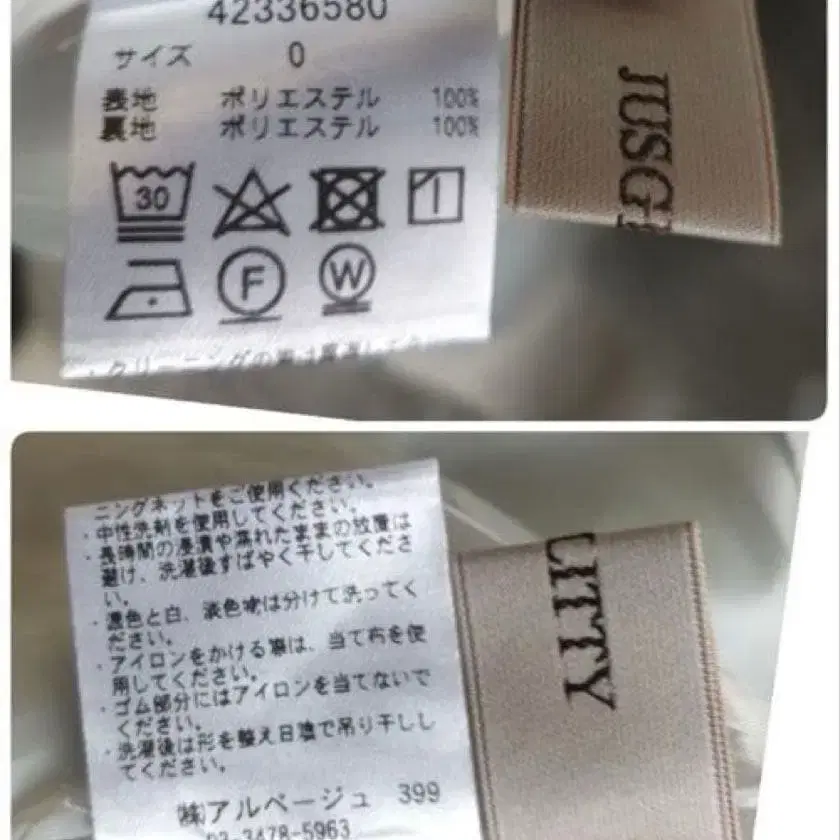 42336580
サイズ 0
表地 ポリエステル 100%
裏地 ポリエステル 100%
30
F
W
JUSG
ニングネットをご使用ください。
・中性洗剤を使用してください。
・長時間の浸漬や濡れたままの放置は
避け、洗濯後すばやく干してくださ
い。
・濃色と白、淡色物は分けて洗ってく
ださい。
・アイロンをかける際は、当て布を使
用してください。
・ゴム部分にはアイロンを当てないで
ください。
・洗濯後は形を整え日陰で吊り干しし
てください。
㈱アルページュ 399
03-3478-5963
LITTY